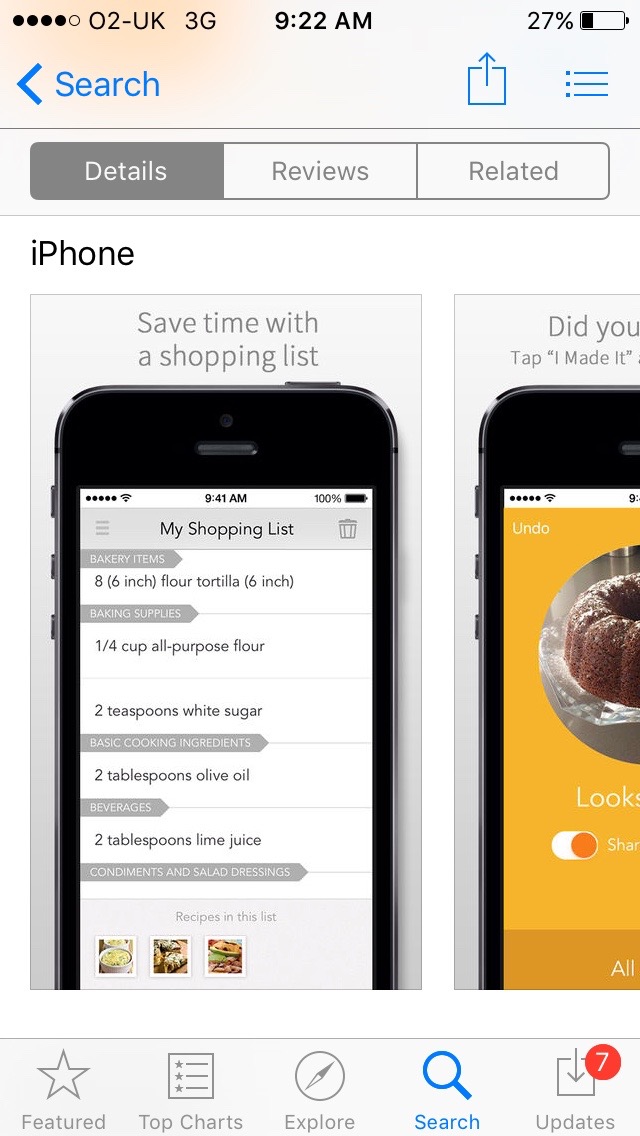 O2-UK 3G 9:22 AM 27%
Search
Details Reviews Related
iPhone
Save time with
a shopping list
9:41 AM 100%
My Shopping List
BAKERY ITEMS
8 (6 inch) flour tortilla (6 inch)
BAKING SUPPLIES
1/4 cup all-purpose flour
2 teaspoons white sugar
BASIC COOKING INGREDIENTS
2 tablespoons olive oil
BEVERAGES
2 tablespoons lime juice
CONDIMENTS AND SALAD DRESSINGS
Recipes in this list
Did you
Tap “I Made It”
9:
Undo
Looks
Shar
All
Featured Top Charts Explore Search Updates 7